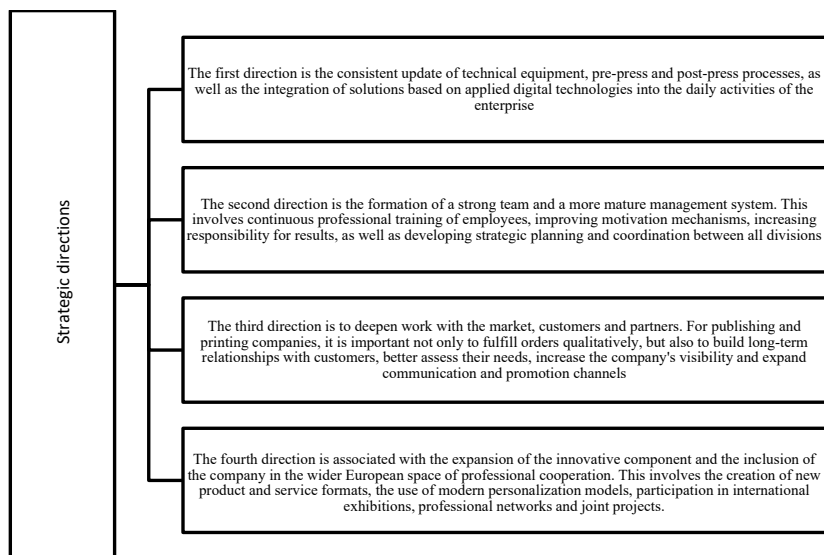 Strategic directions
The first direction is the consistent update of technical equipment, pre-press and post-press processes, as
well as the integration of solutions based on applied digital technologies into the daily activities of the
enterprise
The second direction is the formation of a strong team and a more mature management system. This
involves continuous professional training of employees, improving motivation mechanisms, increasing
responsibility for results, as well as developing strategic planning and coordination between all divisions
The third direction is to deepen work with the market, customers and partners. For publishing and
printing companies, it is important not only to fulfill orders qualitatively, but also to build long-term
relationships with customers, better assess their needs, increase the company's visibility and expand
communication and promotion channels
The fourth direction is associated with the expansion of the innovative component and the inclusion of
the company in the wider European space of professional cooperation. This involves the creation of new
product and service formats, the use of modern personalization models, participation in international
exhibitions, professional networks and joint projects.